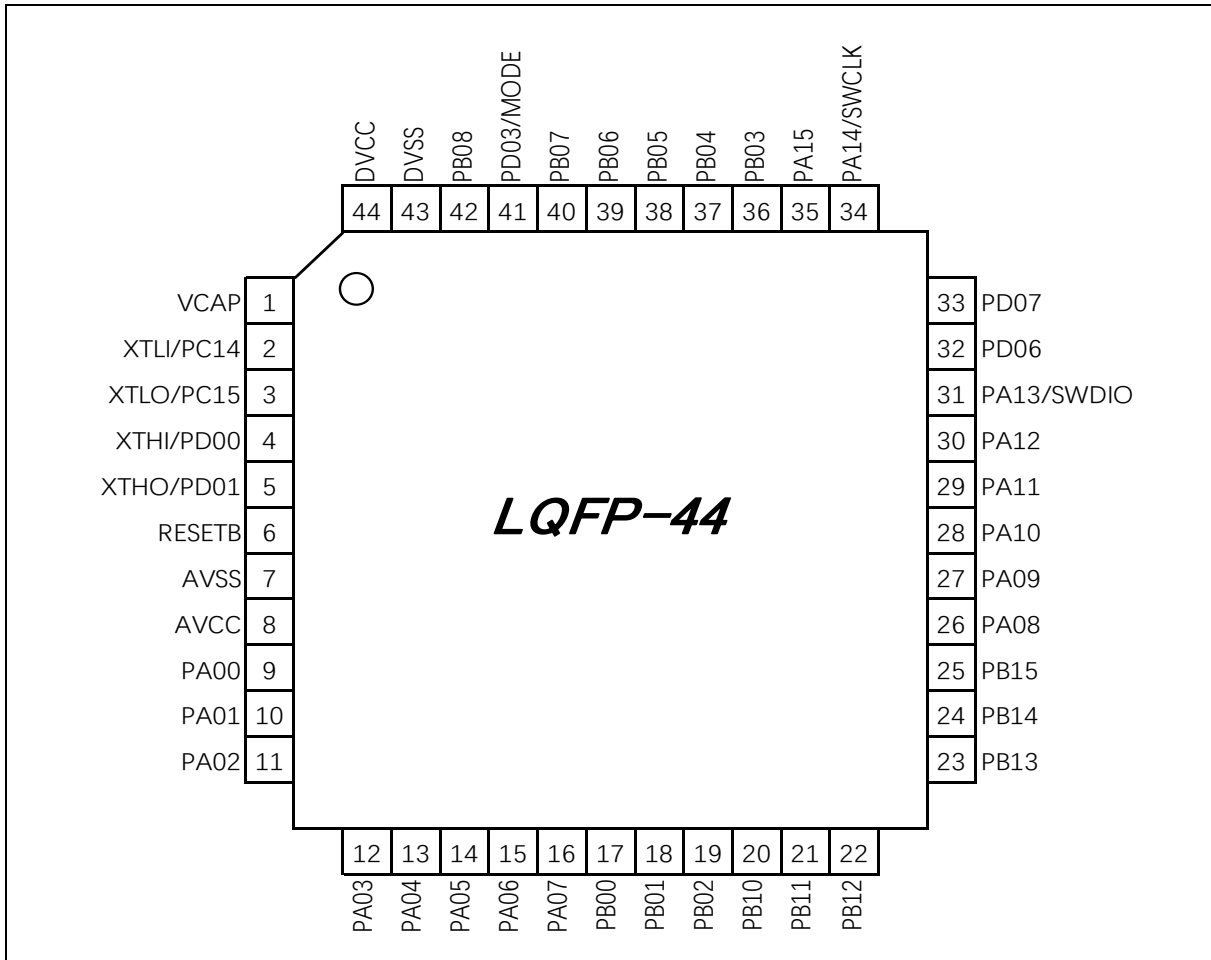 DVCC DVSS PB08 PD03/MODE PB07 PB06 PB05 PB04 PB03 PA15 PA14/SWCLK
44 43 42 41 40 39 38 37 36 35 34
VCAP 1 33 PD07
XTLI/PC14 2 32 PD06
XTLO/PC15 3 31 PA13/SWDIO
XTHI/PD00 4 30 PA12
XTHO/PD01 5 29 PA11
LQFP-44
RESETB 6 28 PA10
AVSS 7 27 PA09
AVCC 8 26 PA08
PA00 9 25 PB15
PA01 10 24 PB14
PA02 11 23 PB13
12 13 14 15 16 17 18 19 20 21 22
PA03 PA04 PA05 PA06 PA07 PB00 PB01 PB02 PB10 PB11 PB12